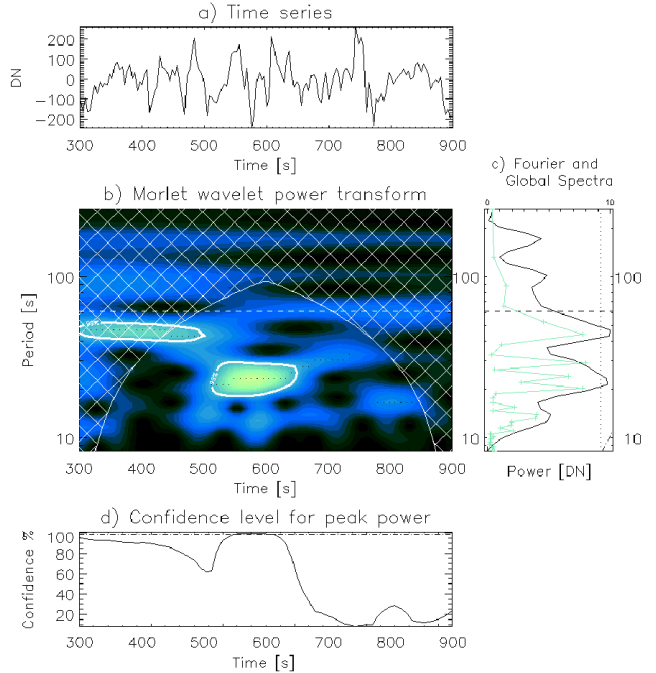 a) Time series
200
100
0
-100
-200
DN
300 400 500 600 700 800 900
Time [s]
c) Fourier and
Global Spectra
b) Morlet wavelet power transform
0 10
100
10
Period [s]
100 100
10 10
300 400 500 600 700 800 900
Time [s]
Power [DN]
d) Confidence level for peak power
100
80
60
40
20
Confidence %
300 400 500 600 700 800 900
Time [s]